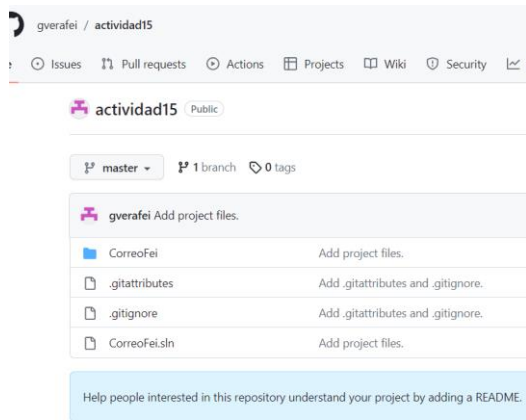 gverafei / actividad15
Issues Pull requests Actions Projects Wiki Security
actividad15 Public
master 1 branch 0 tags
gverafei Add project files.
CorreoFei Add project files.
.gitattributes Add .gitattributes and .gitignore.
.gitignore Add .gitattributes and .gitignore.
CorreoFei.sln Add project files.
Help people interested in this repository understand your project by adding a README.